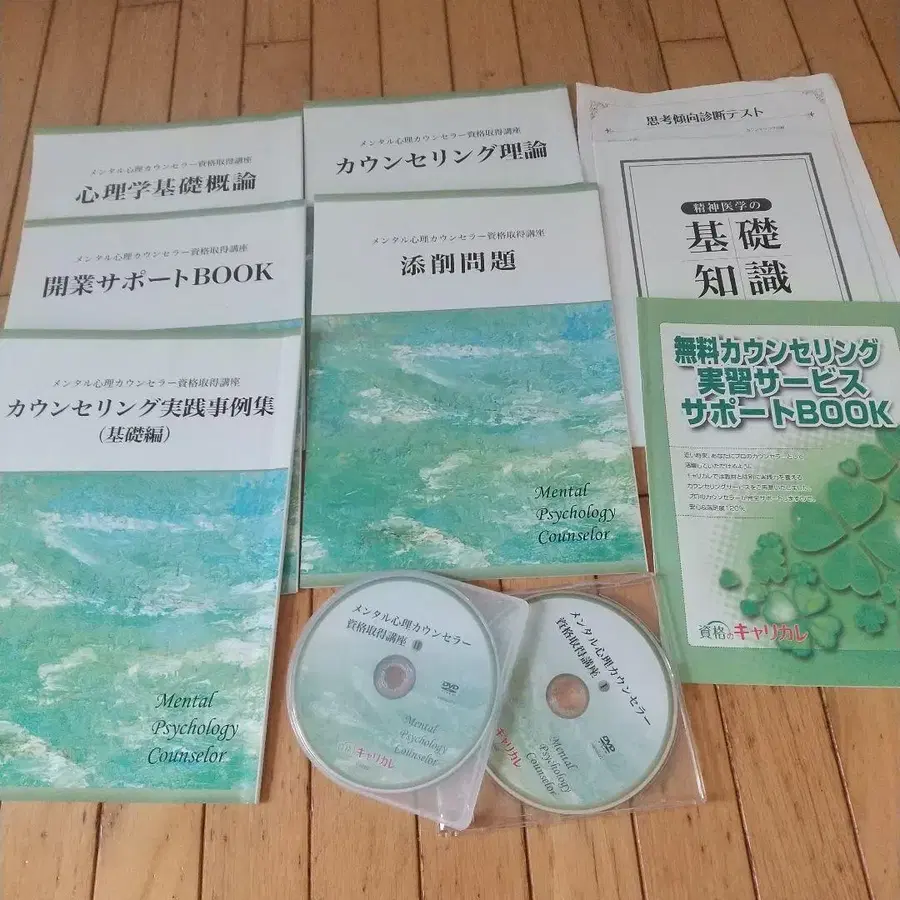 メンタル心理カウンセラー資格取得講座
心理学基礎概論
メンタル心理カウンセラー資格取得講座
カウンセリング理論
思考傾向診断テスト
メンタル心理カウンセラー資格取得講座
開業サポートBOOK
メンタル心理カウンセラー資格取得講座
添削問題
精神医学の
基礎
知識
無料カウンセリング
実習サービス
サポートBOOK
メンタル心理カウンセラー資格取得講座
カウンセリング実践事例集
(基礎編)
Mental
Psychology
Counselor
資格のキャリカレ
Mental
Psychology
Counselor
メンタル心理カウンセラー
資格取得講座 II
DVD
Mental
Psychology
Counselor
資格のキャリカレ
メンタル心理カウンセラー
資格取得講座 I
DVD
Mental
Psychology
Counselor
キャリカレ